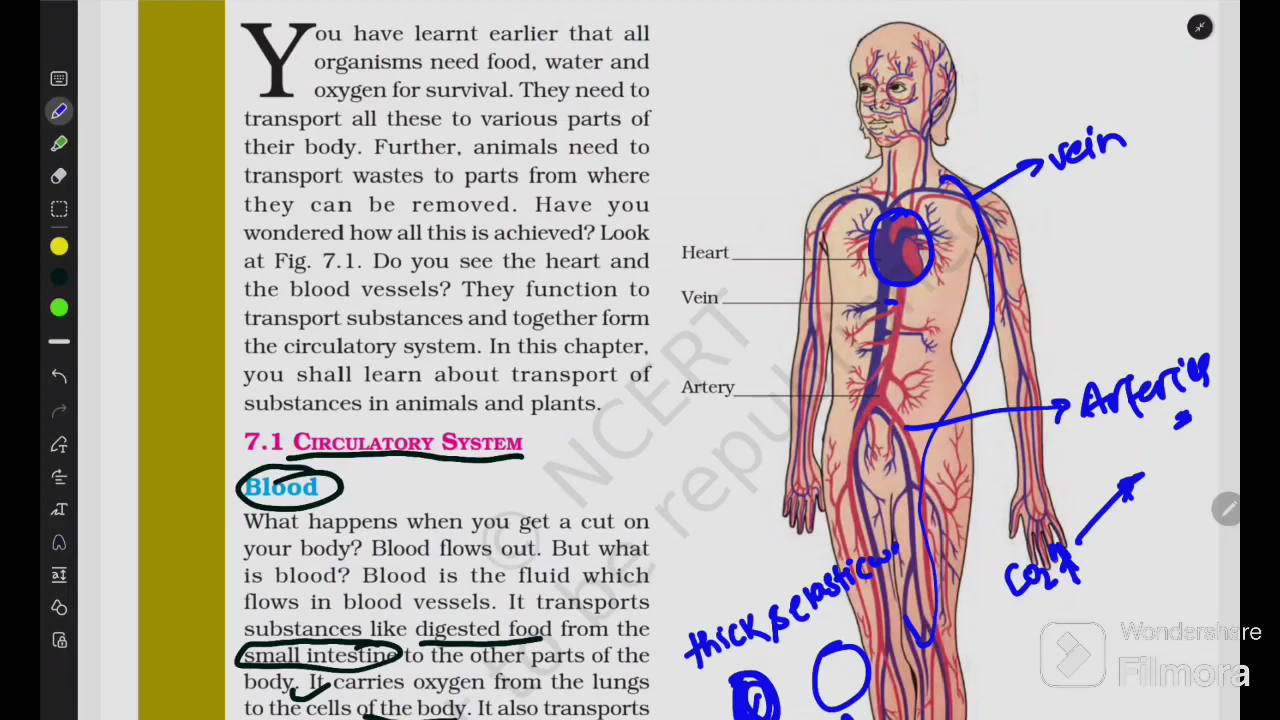 You have learnt earlier that all
organisms need food, water and
oxygen for survival. They need to
transport all these to various parts of
their body. Further, animals need to
transport wastes to parts from where
they can be removed. Have you
wondered how all this is achieved? Look
at Fig. 7.1. Do you see the heart and
the blood vessels? They function to
transport substances and together form
the circulatory system. In this chapter,
you shall learn about transport of
substances in animals and plants.
7.1 CIRCULATORY SYSTEM
Blood
What happens when you get a cut on
your body? Blood flows out. But what
is blood? Blood is the fluid which
flows in blood vessels. It transports
substances like digested food from the
small intestine to the other parts of the
body. It carries oxygen from the lungs
to the cells of the body. It also transports
Heart
Vein
Artery
vein
Arteries
CO2
thick & elastic
© NCERT
to be repu
Wondershare
Filmora